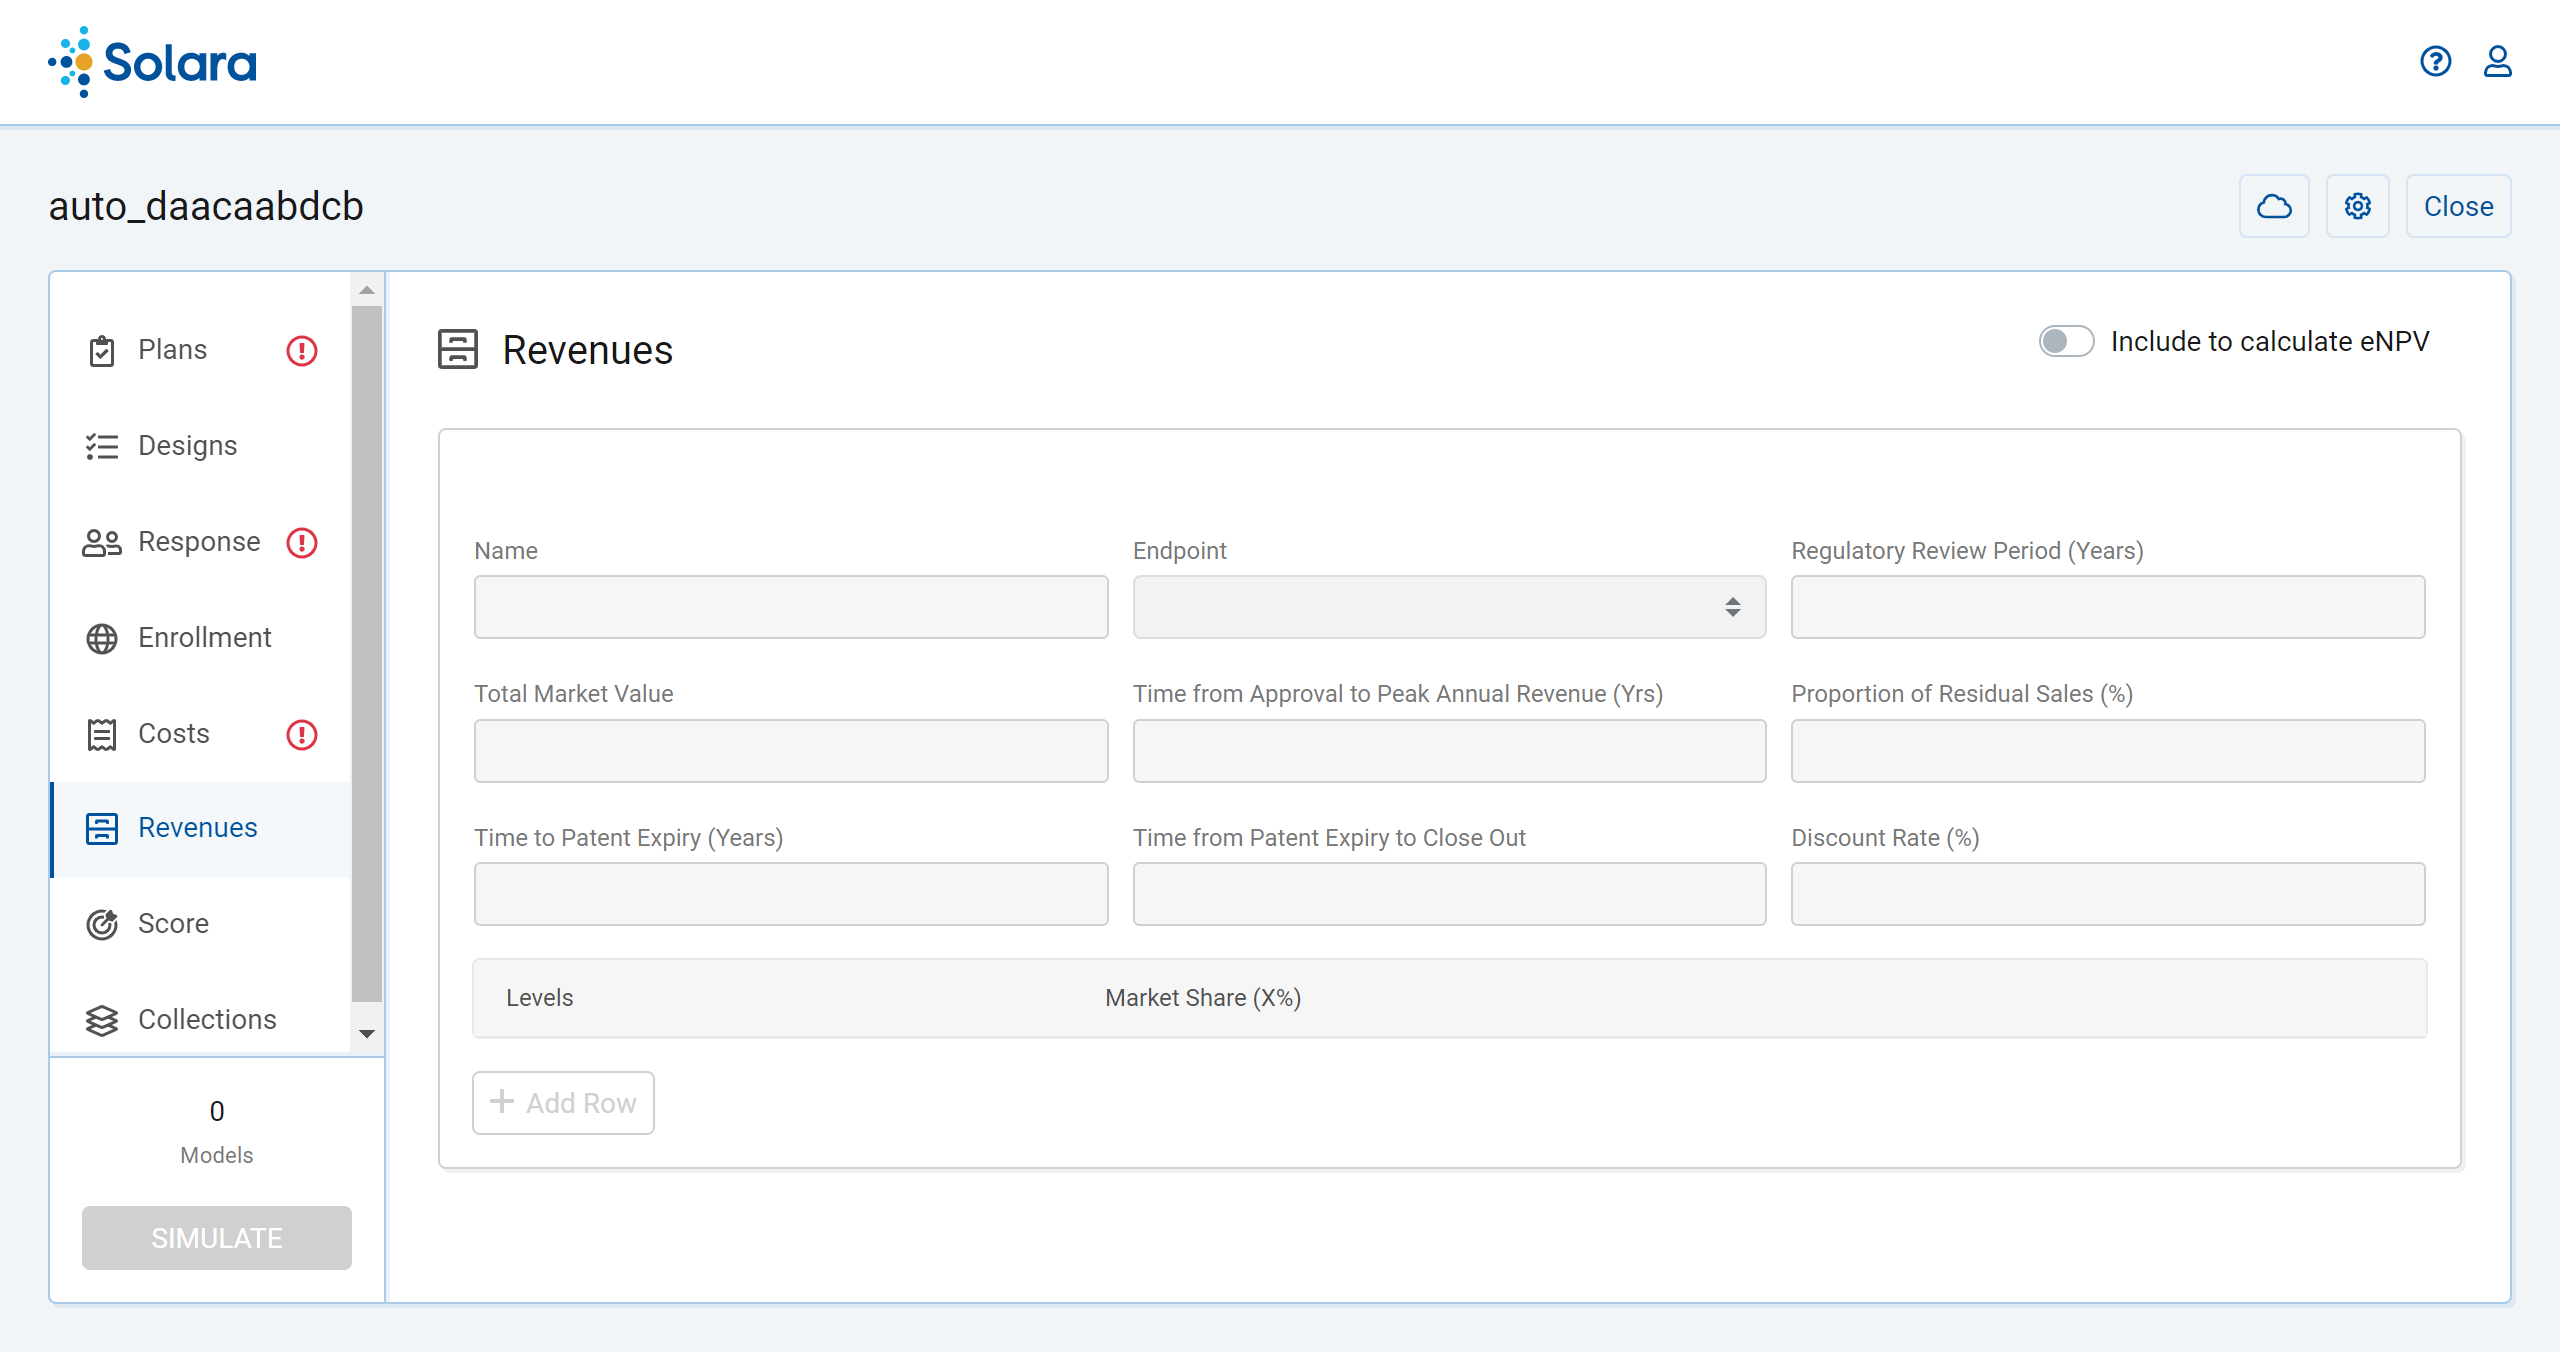 Solara
auto_daacaabdcb
Close
Plans
Designs
Response
Enrollment
Costs
Revenues
Score
Collections
0
Models
SIMULATE
Revenues
Include to calculate eNPV
Name
Endpoint
Regulatory Review Period (Years)
Total Market Value
Time from Approval to Peak Annual Revenue (Yrs)
Proportion of Residual Sales (%)
Time to Patent Expiry (Years)
Time from Patent Expiry to Close Out
Discount Rate (%)
Levels
Market Share (X%)
Add Row